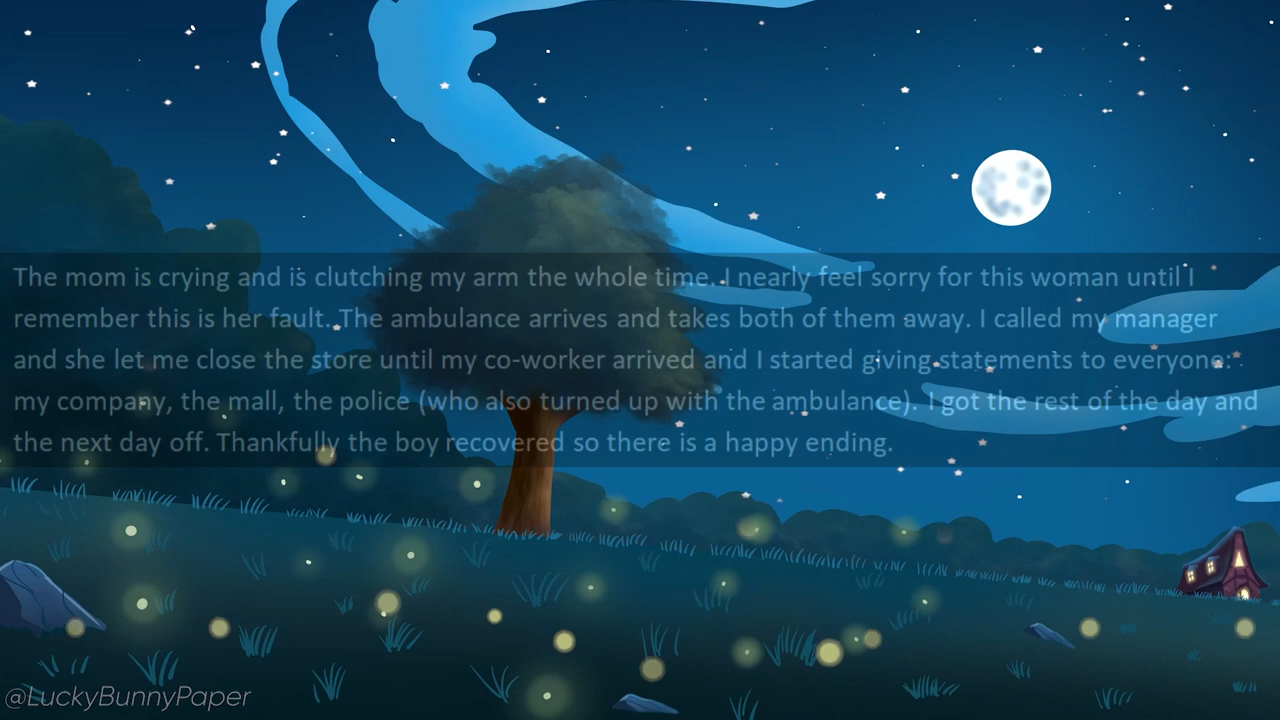 The mom is crying and is clutching my arm the whole time. I nearly feel sorry for this woman until I
remember this is her fault. The ambulance arrives and takes both of them away. I called my manager
and she let me close the store until my co-worker arrived and I started giving statements to everyone:
my company, the mall, the police (who also turned up with the ambulance). I got the rest of the day and
the next day off. Thankfully the boy recovered so there is a happy ending.
@LuckyBunnyPaper